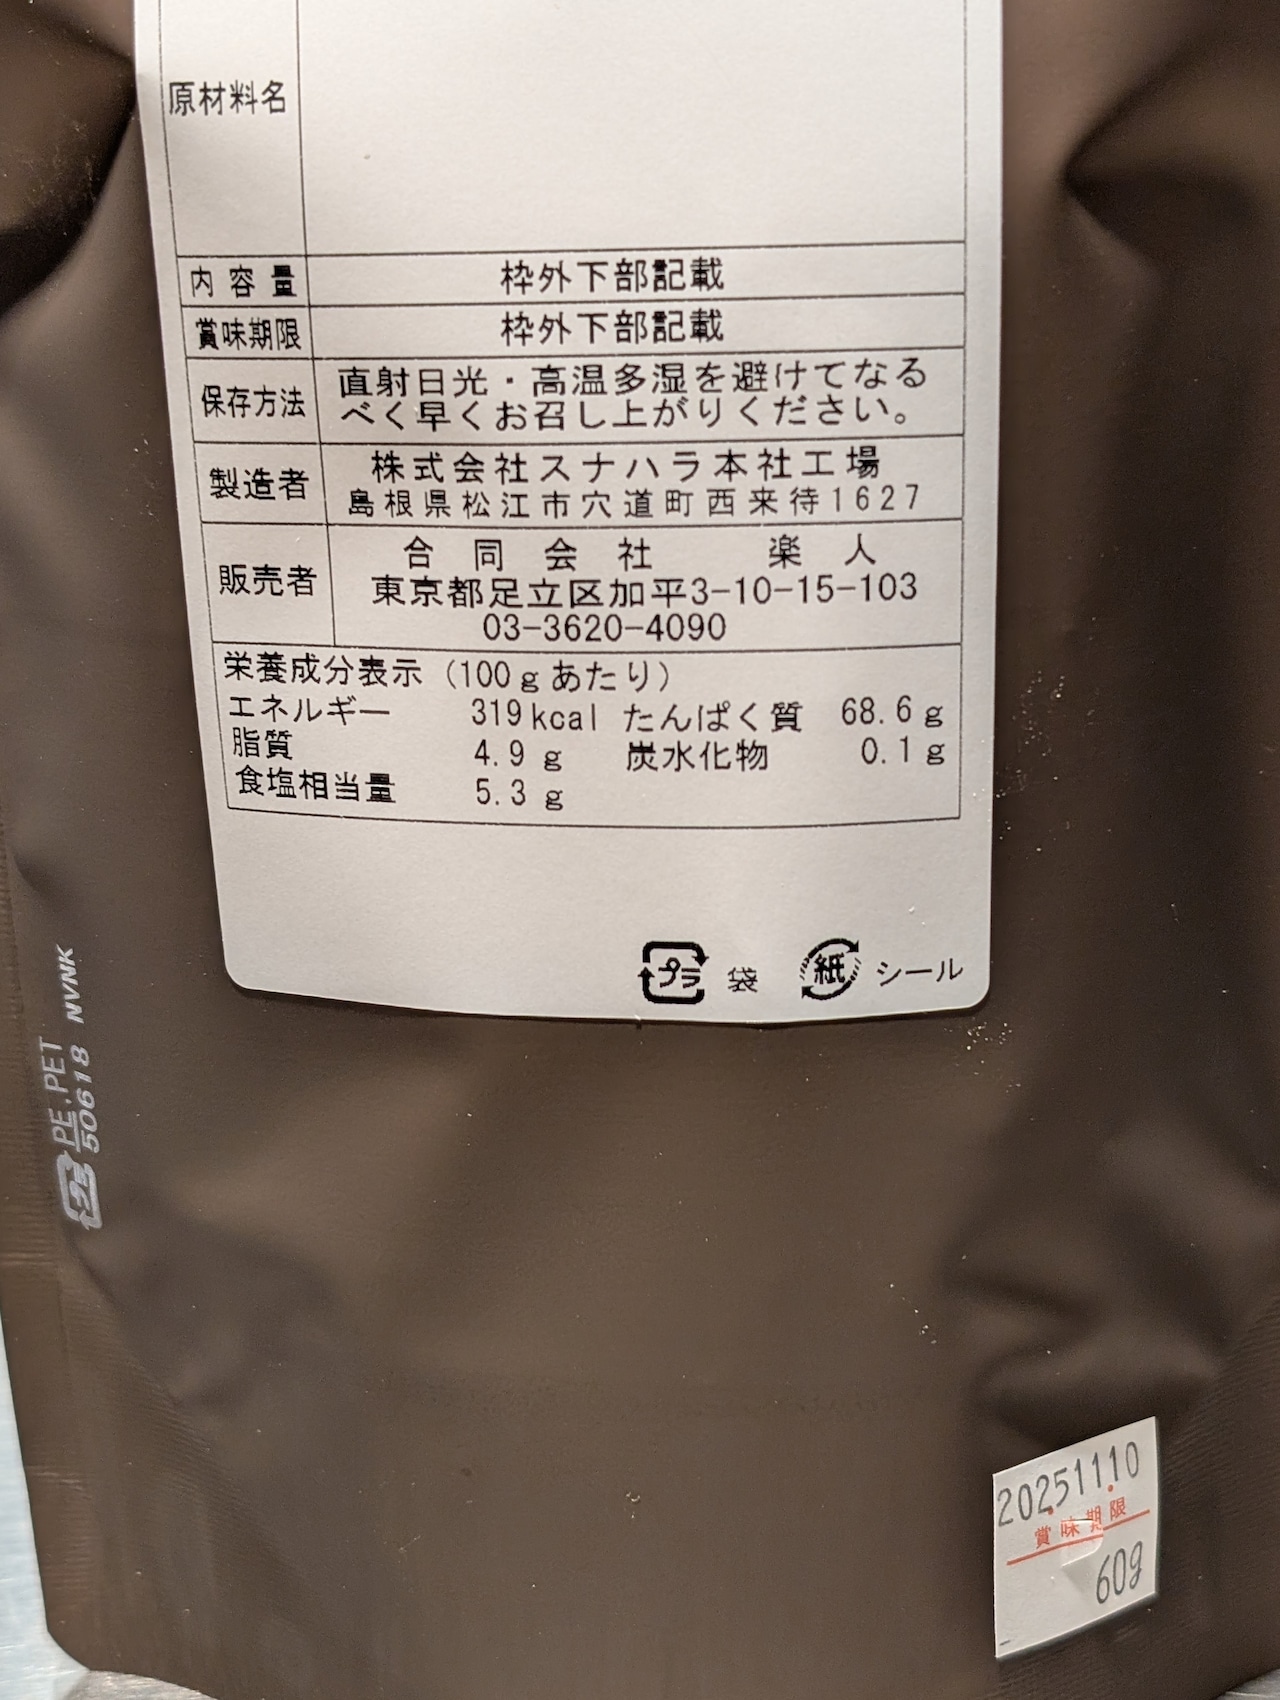 原材料名
内容量 枠外下部記載
賞味期限 枠外下部記載
保存方法 直射日光・高温多湿を避けてなる
べく早くお召し上がりください。
製造者 株式会社スナハラ本社工場
島根県松江市宍道町西来待1627
販売者 合同会社 楽人
東京都足立区加平3-10-15-103
03-3620-4090
栄養成分表示（100gあたり）
エネルギー 319kcal たんぱく質 68.6g
脂質 4.9g 炭水化物 0.1g
食塩相当量 5.3g
プラ 袋 紙 シール
プラ PE,PET
50618 NVNK
2025.11.10
賞味期限
60g